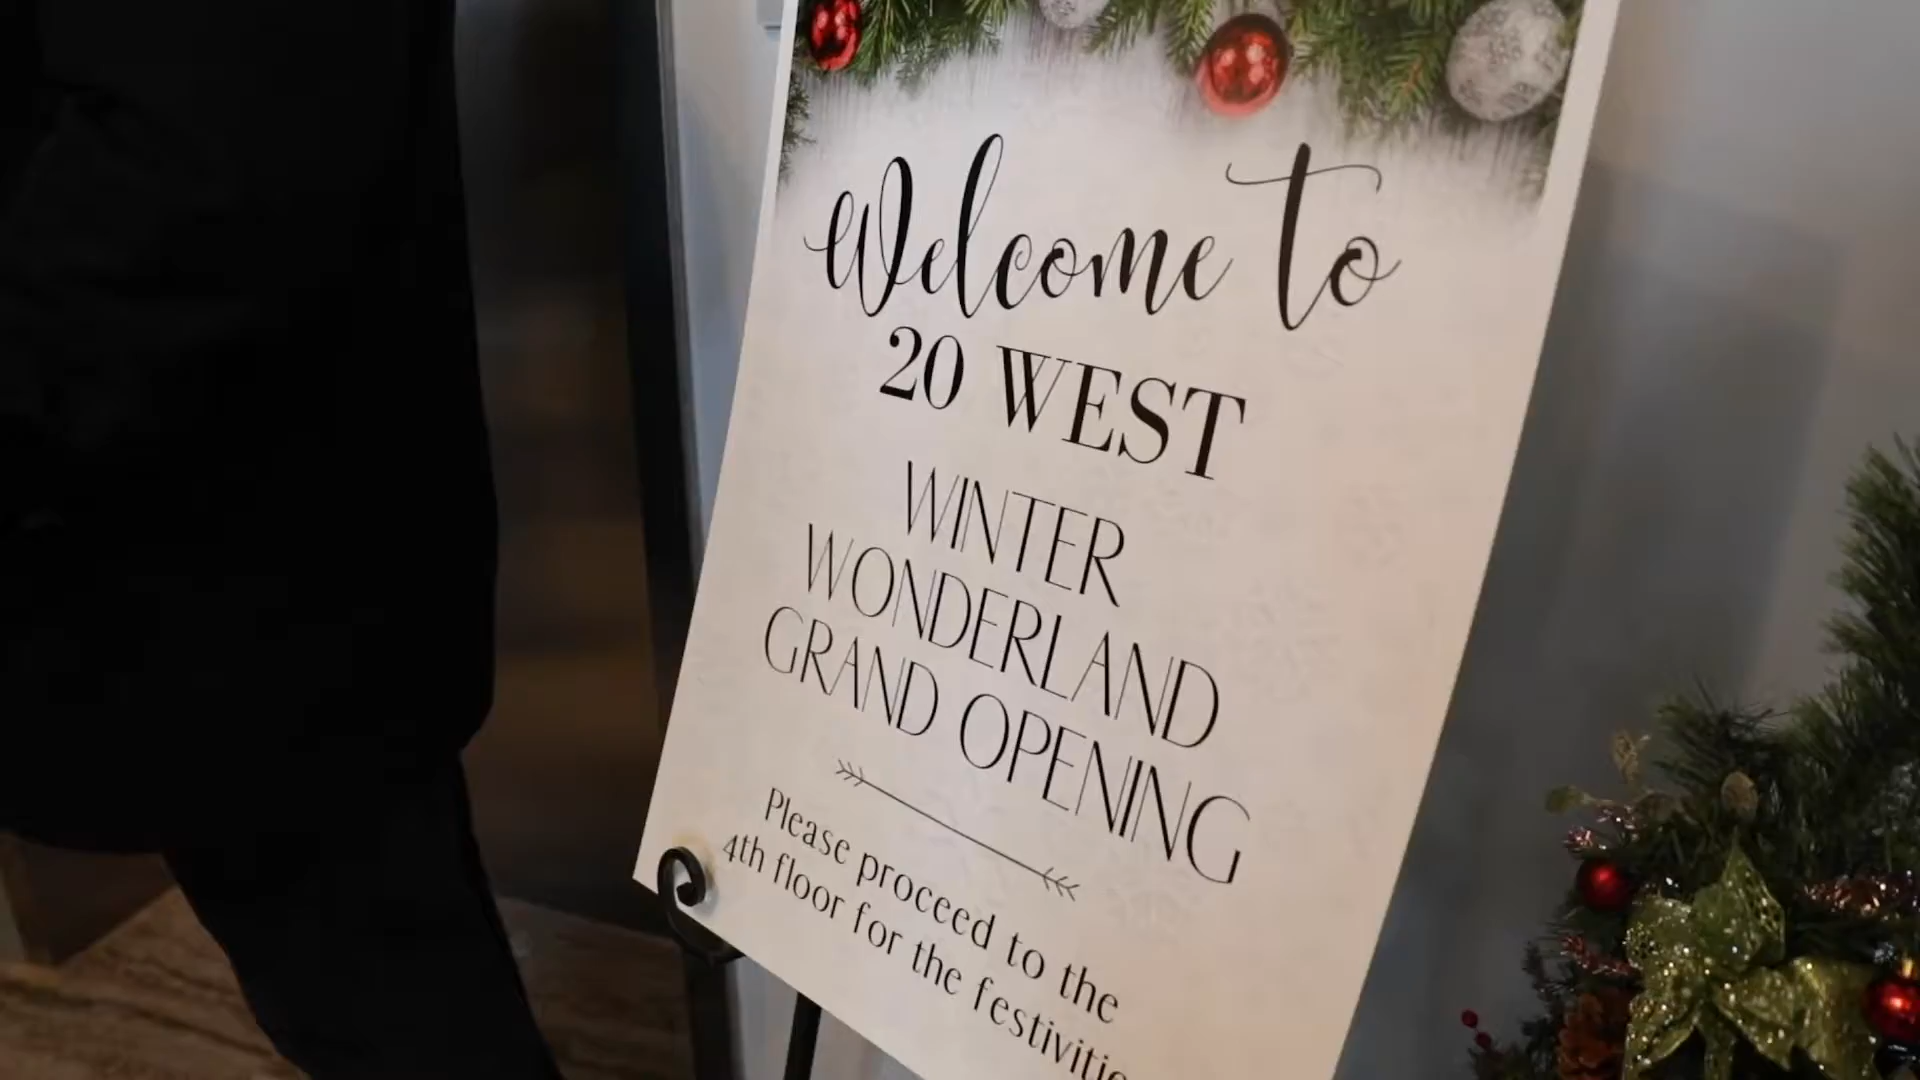 Welcome to
20 WEST
WINTER
WONDERLAND
GRAND OPENING
Please proceed to the
4th floor for the